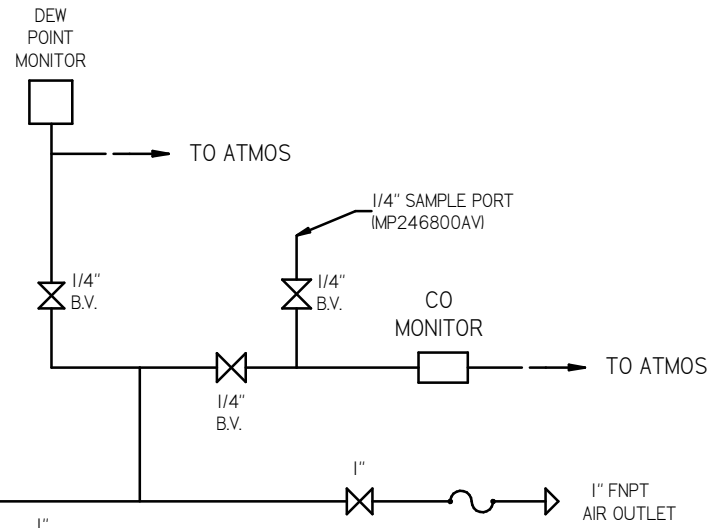 DEW
POINT
MONITOR
TO ATMOS
1/4" SAMPLE PORT
(MP246800AV)
1/4"
B.V.
1/4"
B.V.
CO
MONITOR
TO ATMOS
1/4"
B.V.
1"
1" FNPT
AIR OUTLET
1"